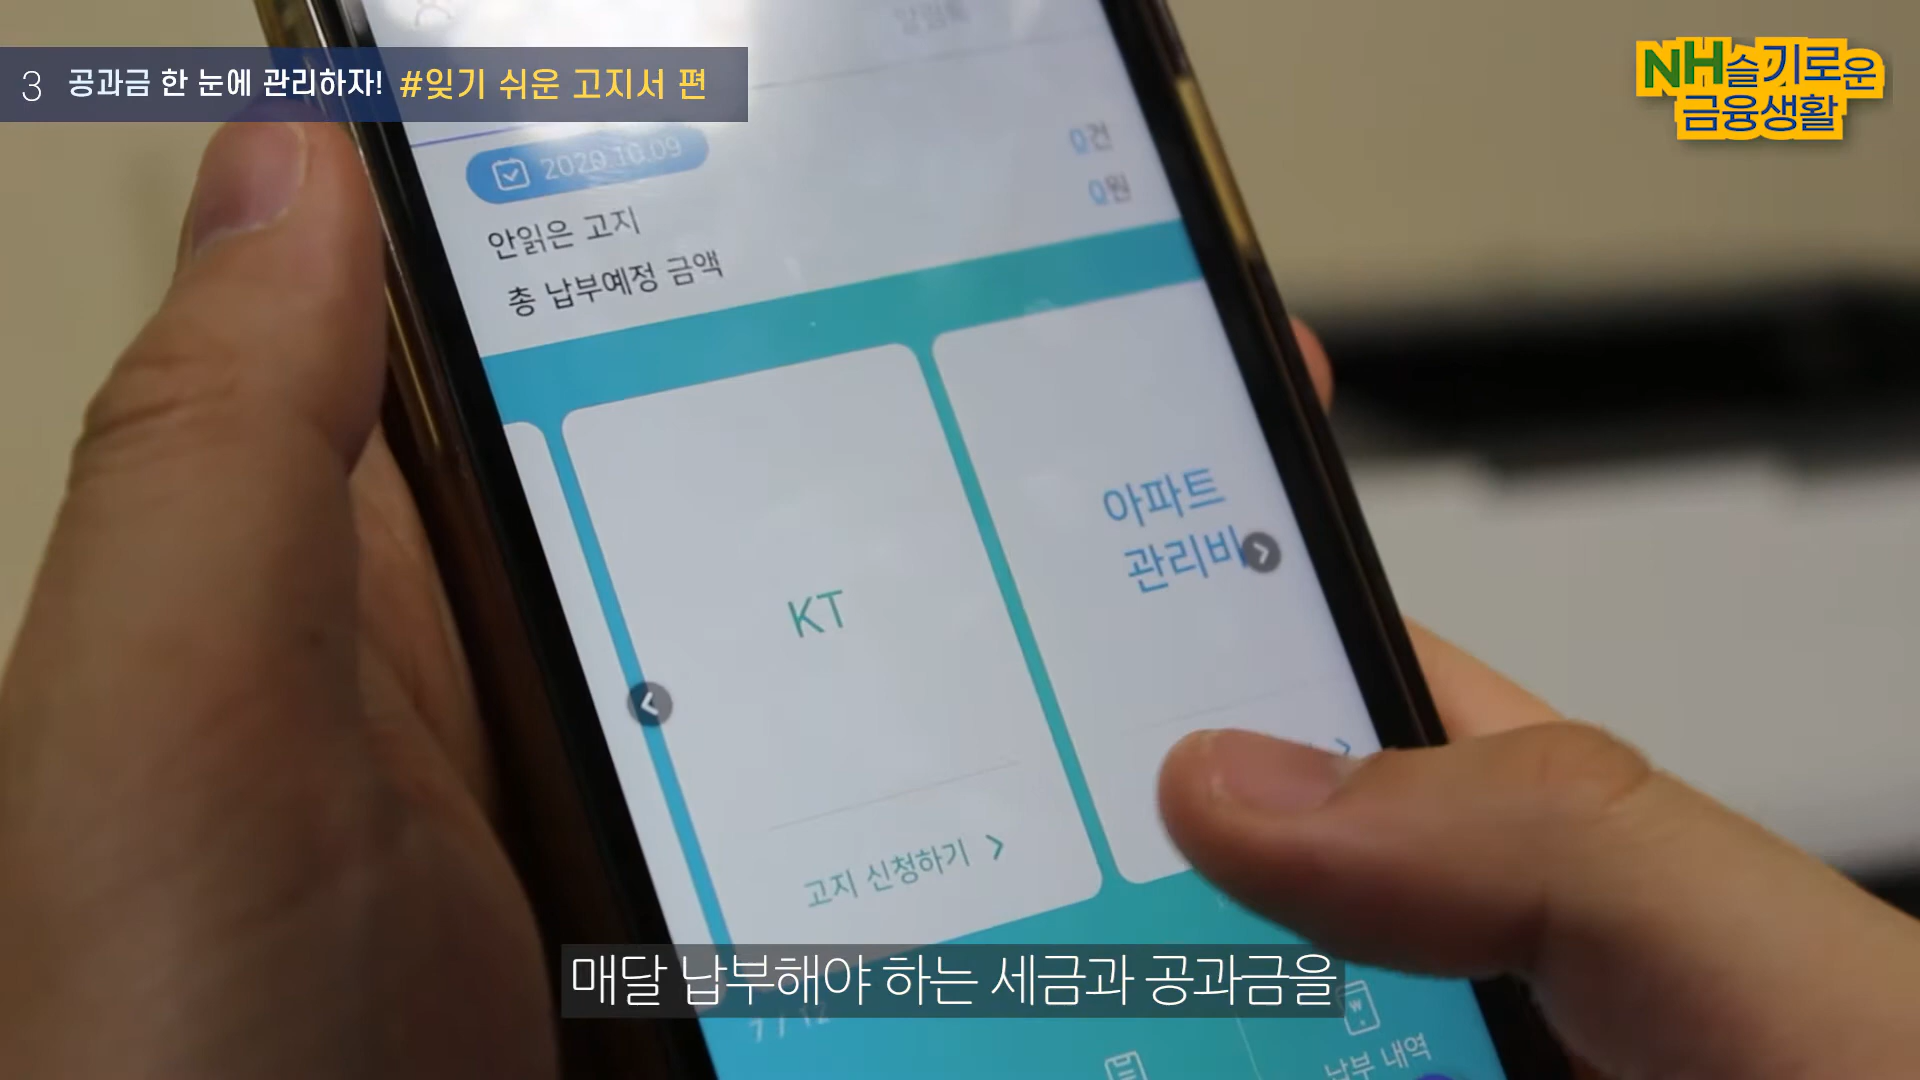 3 공과금 한 눈에 관리하자! #잊기 쉬운 고지서 편
NH슬기로운
금융생활
2020.10.09
안읽은 고지 0건
총 납부예정 금액 0원
KT
고지 신청하기
아파트
관리비
7 / 12
납부 내역
매달 납부해야 하는 세금과 공과금을